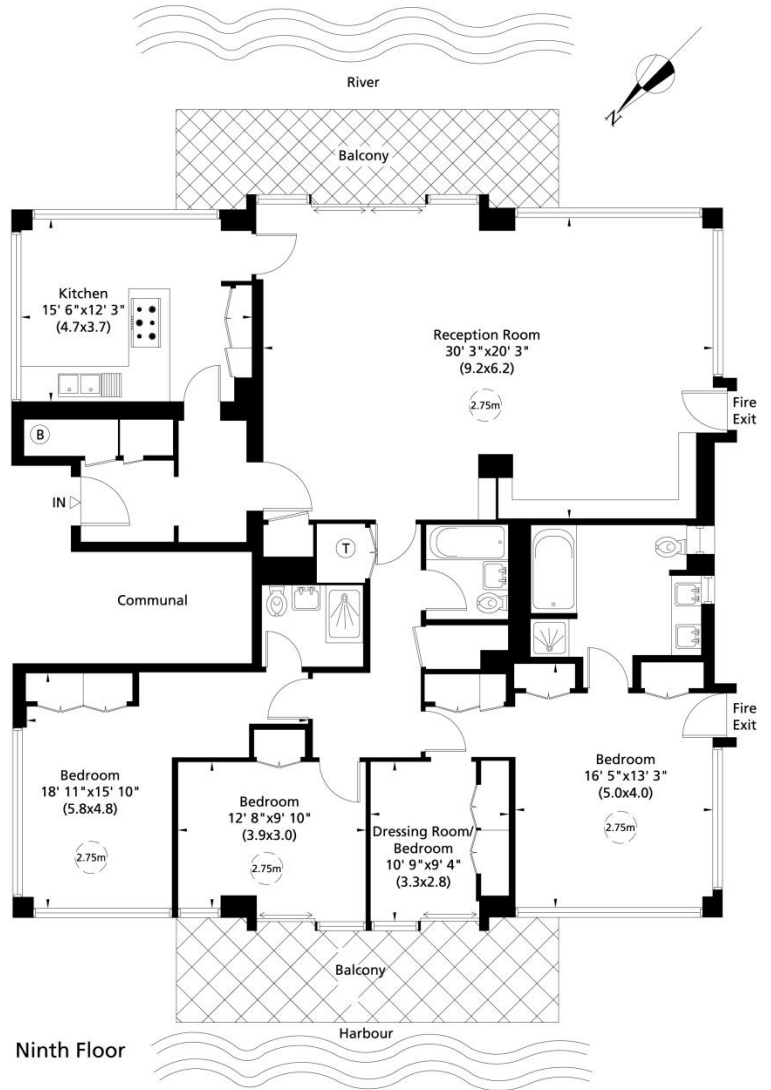 River
N
Balcony
Kitchen
15' 6"x12' 3"
(4.7x3.7)
Reception Room
30' 3"x20' 3"
(9.2x6.2)
2.75m
Fire
Exit
B
IN
T
Communal
Fire
Exit
Bedroom
18' 11"x15' 10"
(5.8x4.8)
2.75m
Bedroom
12' 8"x9' 10"
(3.9x3.0)
2.75m
Dressing Room/
Bedroom
10' 9"x9' 4"
(3.3x2.8)
Bedroom
16' 5"x13' 3"
(5.0x4.0)
2.75m
Balcony
Harbour
Ninth Floor